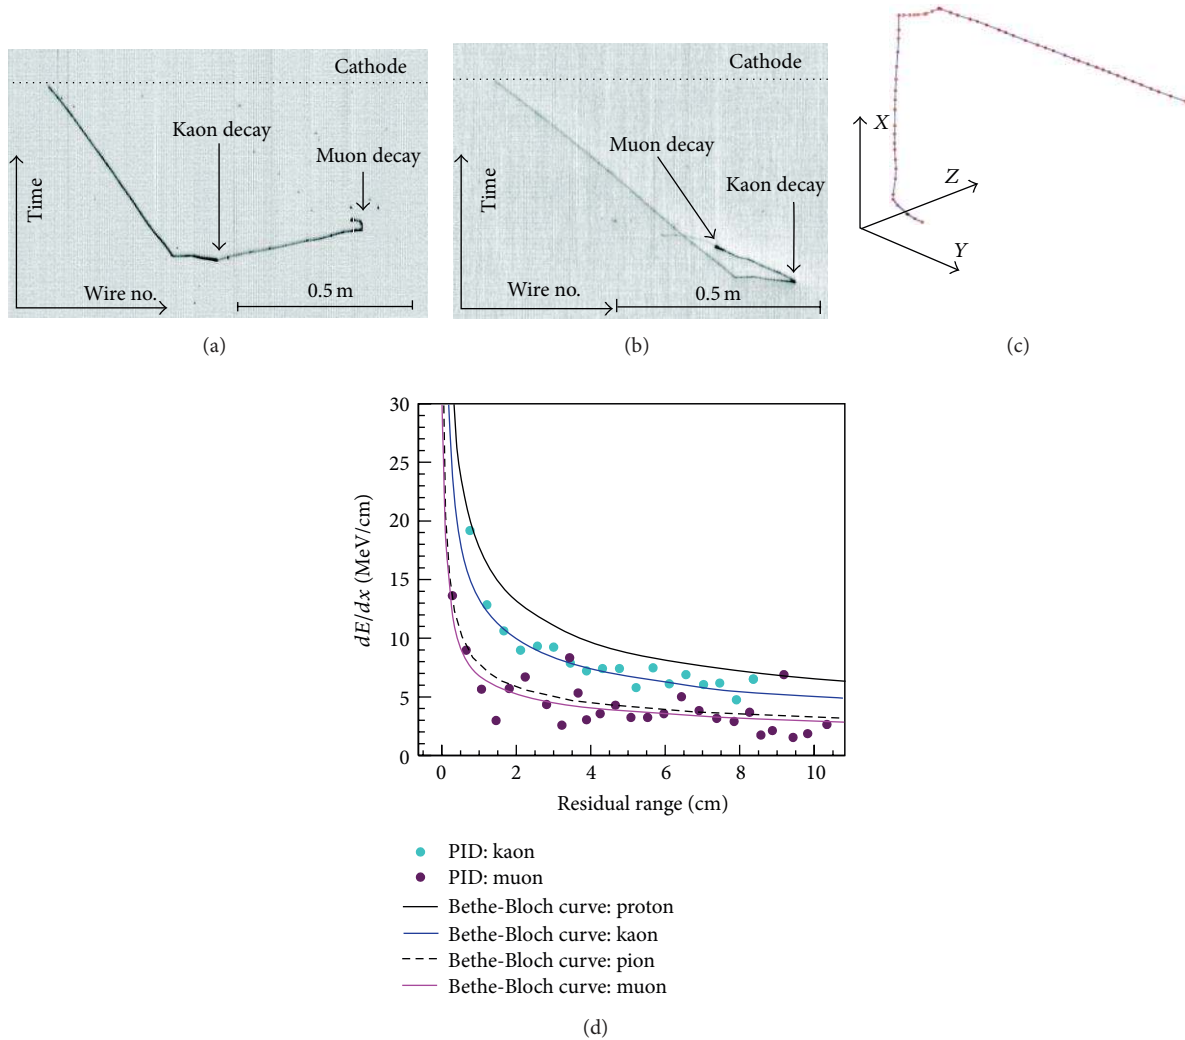 Cathode
Kaon decay
Muon decay
Time
Wire no.
0.5 m
(a)
Cathode
Muon decay
Kaon decay
Time
Wire no.
0.5 m
(b)
X
Z
Y
(c)
30
25
20
15
10
5
0
dE/dx (MeV/cm)
0 2 4 6 8 10
Residual range (cm)
PID: kaon
PID: muon
Bethe-Bloch curve: proton
Bethe-Bloch curve: kaon
Bethe-Bloch curve: pion
Bethe-Bloch curve: muon
(d)